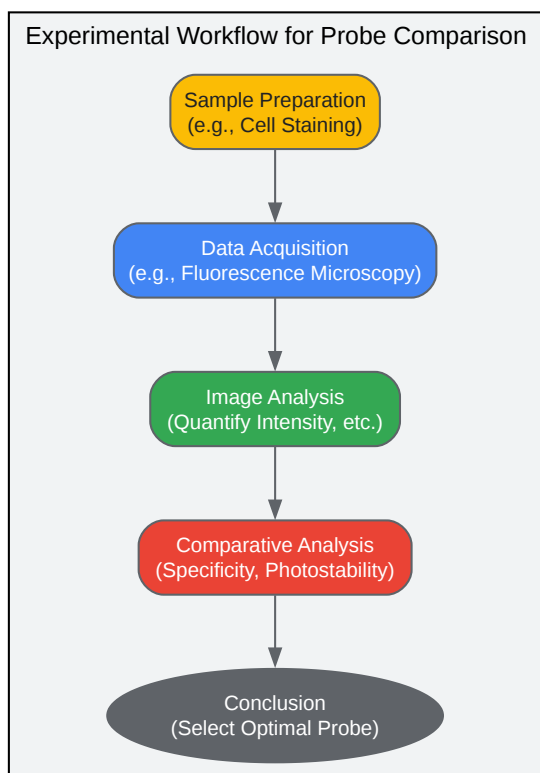 Experimental Workflow for Probe Comparison
Sample Preparation
(e.g., Cell Staining)
Data Acquisition
(e.g., Fluorescence Microscopy)
Image Analysis
(Quantify Intensity, etc.)
Comparative Analysis
(Specificity, Photostability)
Conclusion
(Select Optimal Probe)